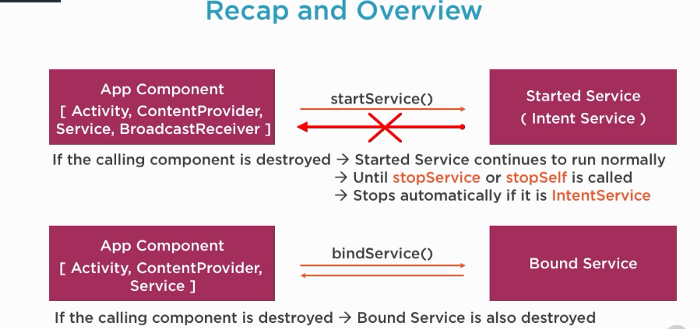 Recap and Overview
App Component
[ Activity, ContentProvider,
Service, BroadcastReceiver ]
startService()
Started Service
( Intent Service )
If the calling component is destroyed → Started Service continues to run normally
→ Until stopService or stopSelf is called
→ Stops automatically if it is IntentService
App Component
[ Activity, ContentProvider,
Service ]
bindService()
Bound Service
If the calling component is destroyed → Bound Service is also destroyed